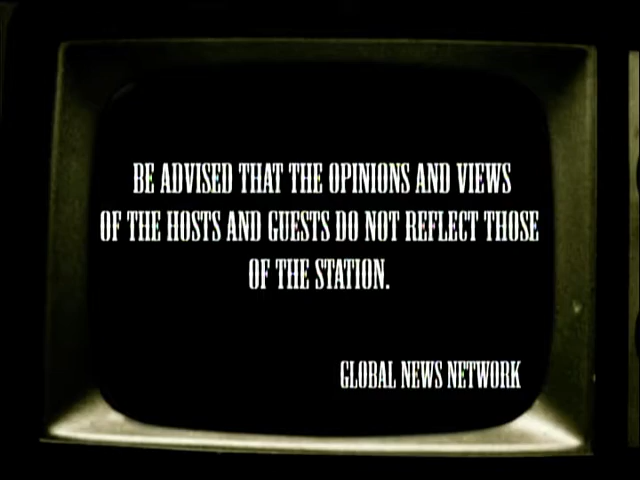 BE ADVISED THAT THE OPINIONS AND VIEWS
OF THE HOSTS AND GUESTS DO NOT REFLECT THOSE
OF THE STATION.
GLOBAL NEWS NETWORK